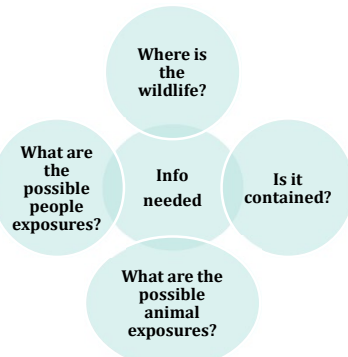 Where is
the
wildlife?
What are
the
possible
people
exposures?
Info
needed
Is it
contained?
What are the
possible
animal
exposures?